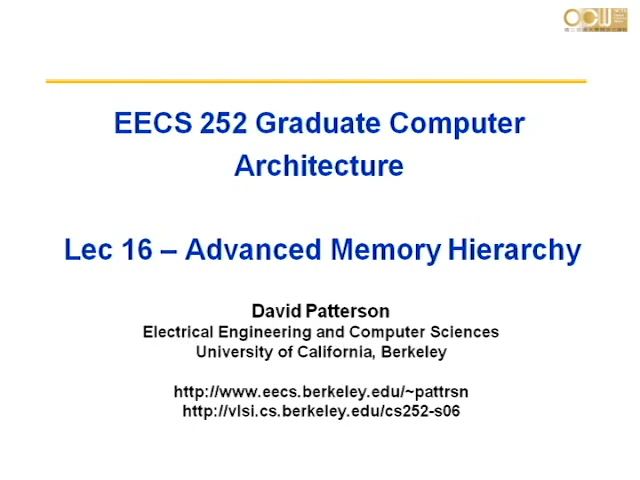 OCW
EECS 252 Graduate Computer
Architecture
Lec 16 – Advanced Memory Hierarchy
David Patterson
Electrical Engineering and Computer Sciences
University of California, Berkeley
http://www.eecs.berkeley.edu/~pattrsn
http://vlsi.cs.berkeley.edu/cs252-s06